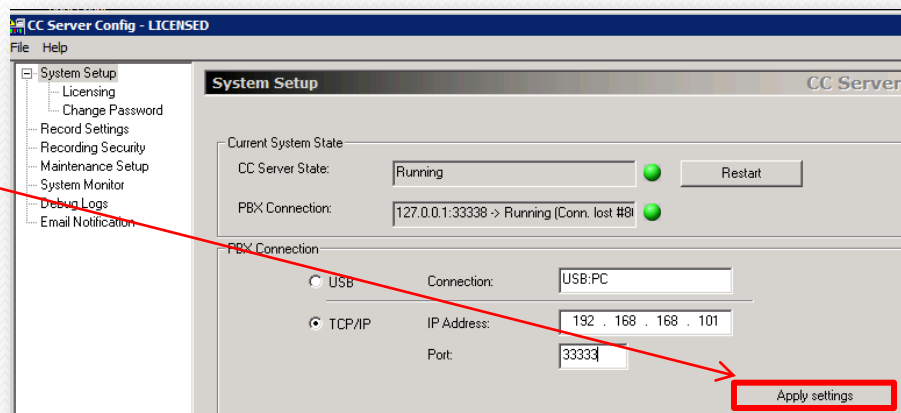 CC Server Config - LICENSED
File Help
System Setup
Licensing
Change Password
Record Settings
Recording Security
Maintenance Setup
System Monitor
Debug Logs
Email Notification
System Setup CC Server
Current System State
CC Server State: Running Restart
PBX Connection: 127.0.0.1:33338 -> Running (Conn. lost #8
PBX Connection
USB Connection: USB:PC
TCP/IP IP Address: 192 . 168 . 168 . 101
Port: 33333
Apply settings